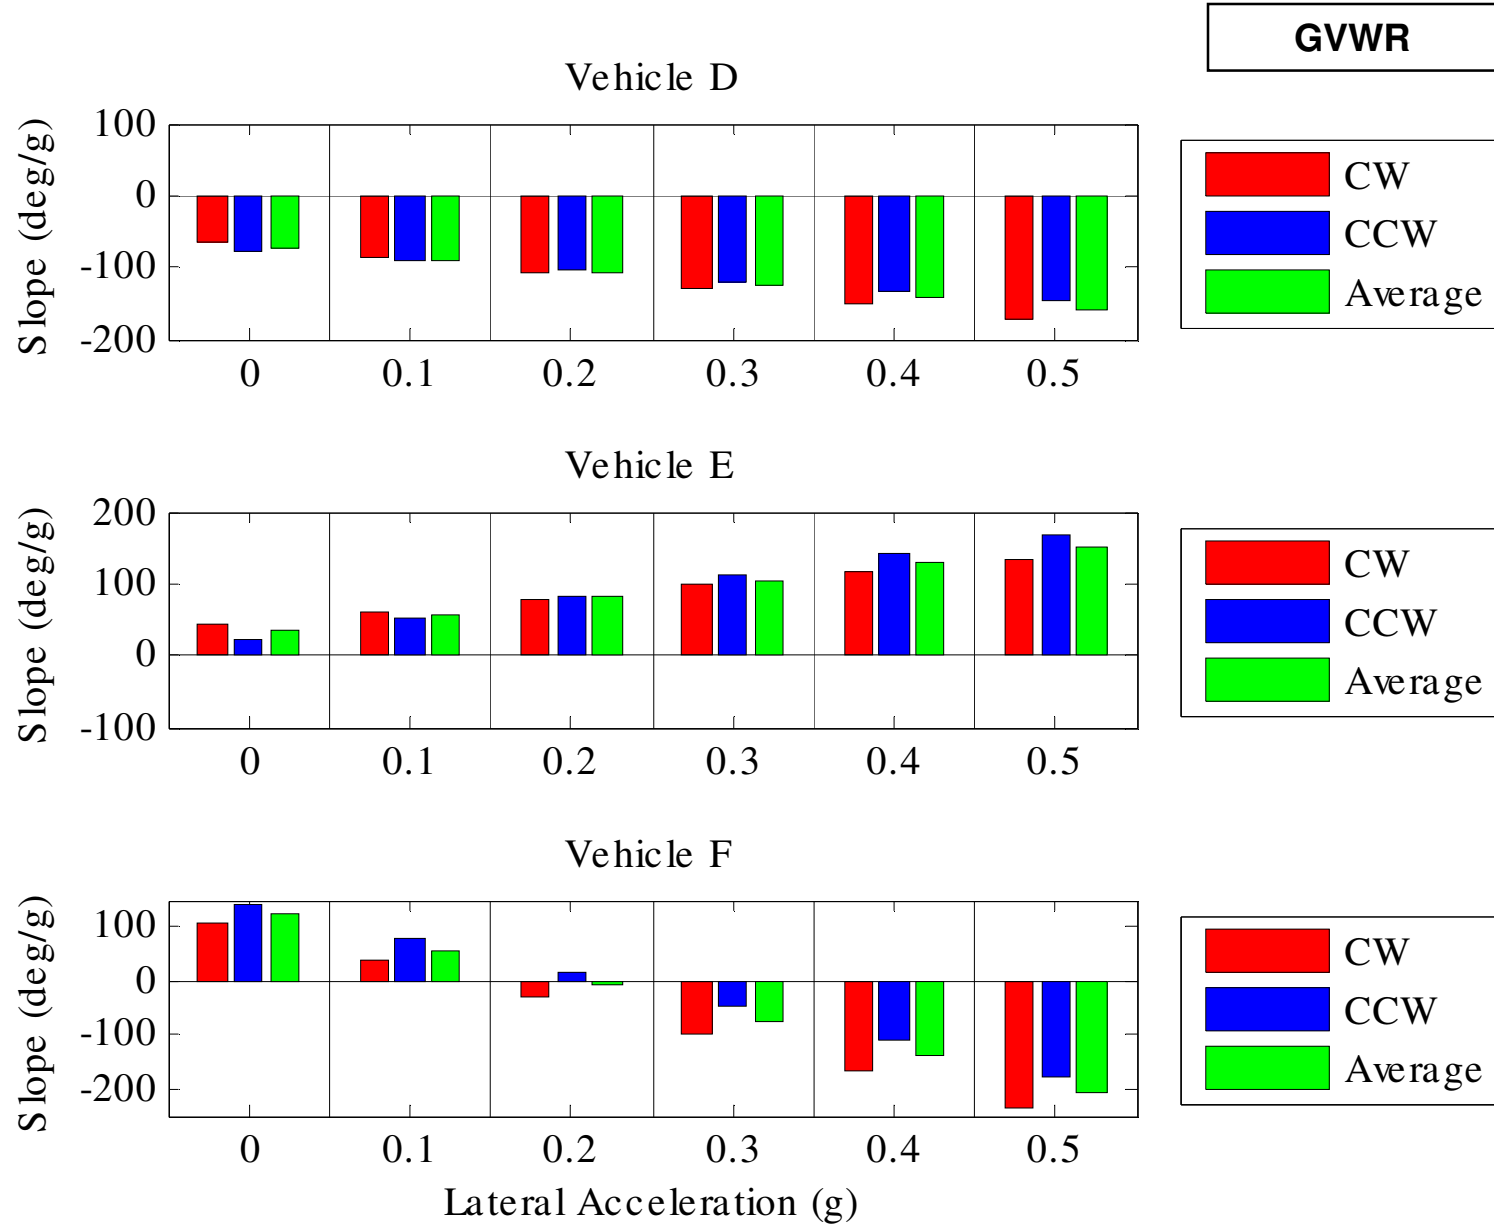 GVWR
Vehicle D
Slope (deg/g)
100
0
-100
-200
0 0.1 0.2 0.3 0.4 0.5
CW
CCW
Average
Vehicle E
Slope (deg/g)
200
100
0
-100
0 0.1 0.2 0.3 0.4 0.5
CW
CCW
Average
Vehicle F
Slope (deg/g)
100
0
-100
-200
0 0.1 0.2 0.3 0.4 0.5
Lateral Acceleration (g)
CW
CCW
Average